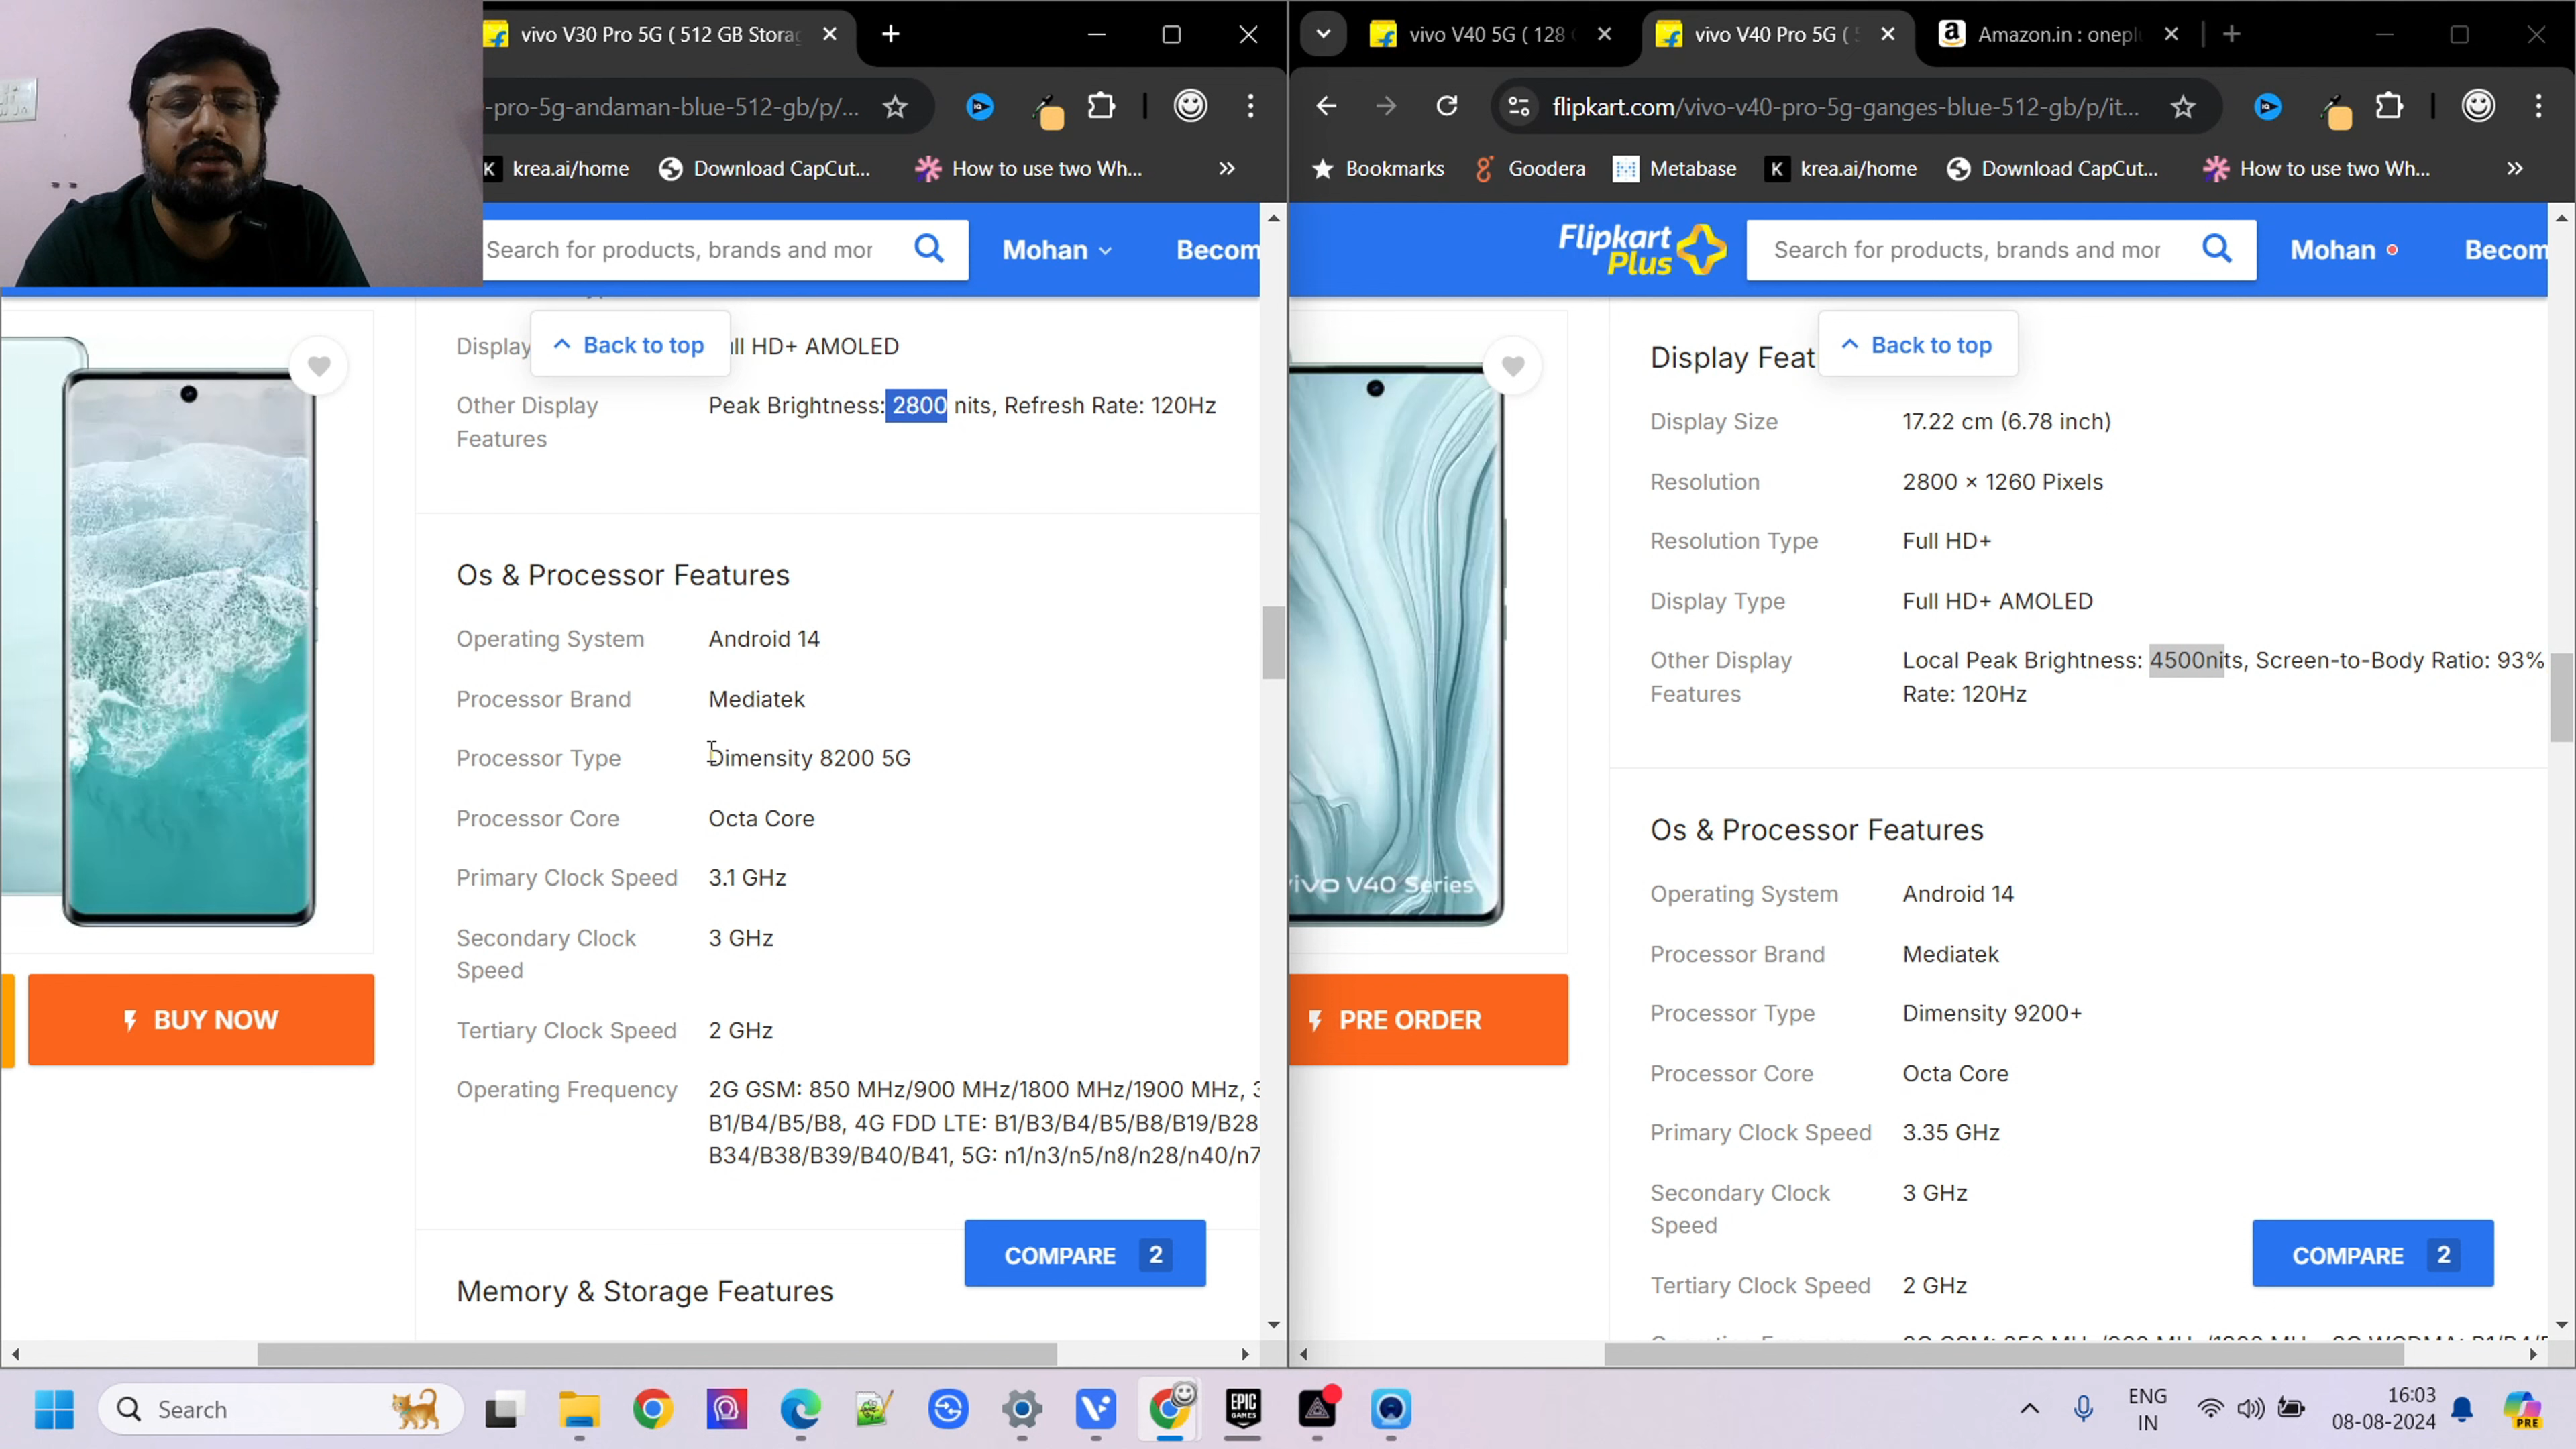 vivo V30 Pro 5G ( 512 GB Stora
-pro-5g-andaman-blue-512-gb/p/...
krea.ai/home
Download CapCut...
How to use two Wh...
Search for products, brands and mor
Mohan
Becom
Back to top
Display
ll HD+ AMOLED
Other Display Features
Peak Brightness: 2800 nits, Refresh Rate: 120Hz
Os & Processor Features
Operating System
Android 14
Processor Brand
Mediatek
Processor Type
Dimensity 8200 5G
Processor Core
Octa Core
Primary Clock Speed
3.1 GHz
Secondary Clock Speed
3 GHz
Tertiary Clock Speed
2 GHz
Operating Frequency
2G GSM: 850 MHz/900 MHz/1800 MHz/1900 MHz, 3
B1/B4/B5/B8, 4G FDD LTE: B1/B3/B4/B5/B8/B19/B28
B34/B38/B39/B40/B41, 5G: n1/n3/n5/n8/n28/n40/n7
BUY NOW
COMPARE 2
Memory & Storage Features
vivo V40 5G ( 128
vivo V40 Pro 5G (
Amazon.in : onepl
flipkart.com/vivo-v40-pro-5g-ganges-blue-512-gb/p/it...
Bookmarks
Goodera
Metabase
krea.ai/home
Download CapCut...
How to use two Wh...
Flipkart
Plus
Search for products, brands and mor
Mohan
Becom
Display Feat
Back to top
Display Size
17.22 cm (6.78 inch)
Resolution
2800 × 1260 Pixels
Resolution Type
Full HD+
Display Type
Full HD+ AMOLED
Other Display Features
Local Peak Brightness: 4500nits, Screen-to-Body Ratio: 93%
Rate: 120Hz
Os & Processor Features
Operating System
Android 14
Processor Brand
Mediatek
Processor Type
Dimensity 9200+
Processor Core
Octa Core
Primary Clock Speed
3.35 GHz
Secondary Clock Speed
3 GHz
Tertiary Clock Speed
2 GHz
vivo V40 Series
PRE ORDER
COMPARE 2
Search
EPIC
GAMES
ENG
IN
16:03
08-08-2024
PRE